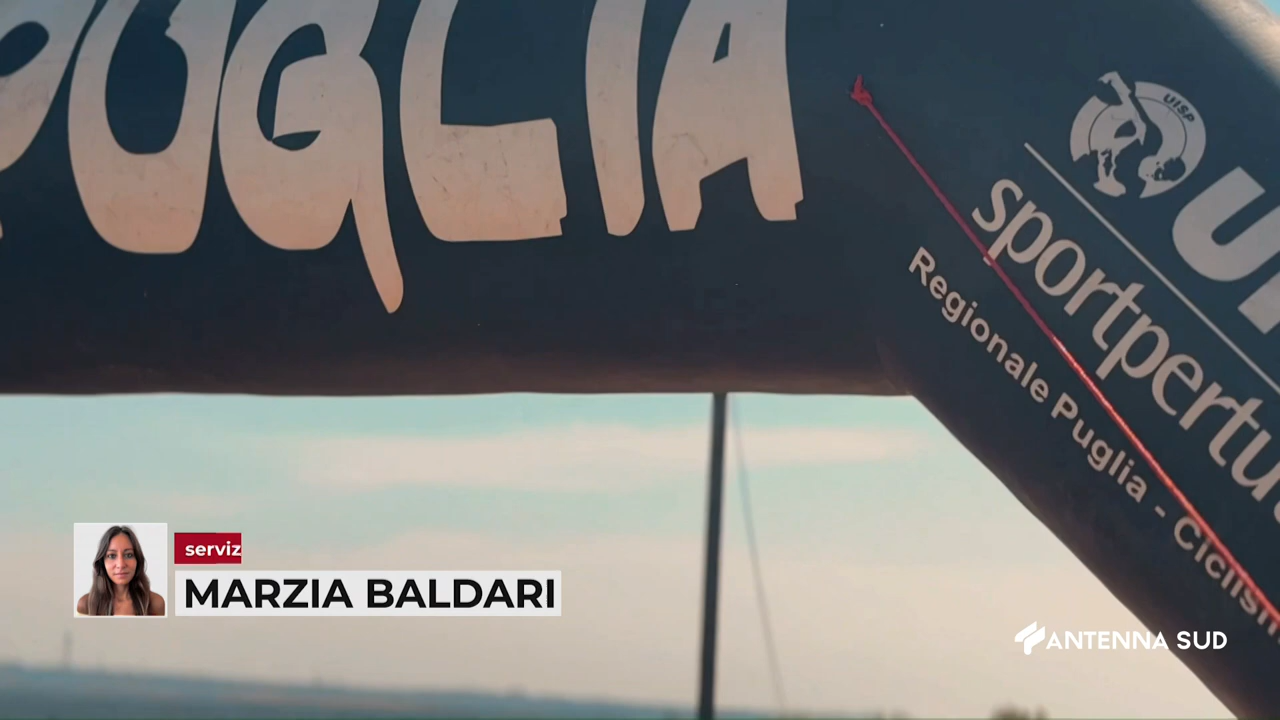 PUGLIA
UISP
sportpertu
Regionale Puglia - Ciclism
serviz
MARZIA BALDARI
ANTENNA SUD